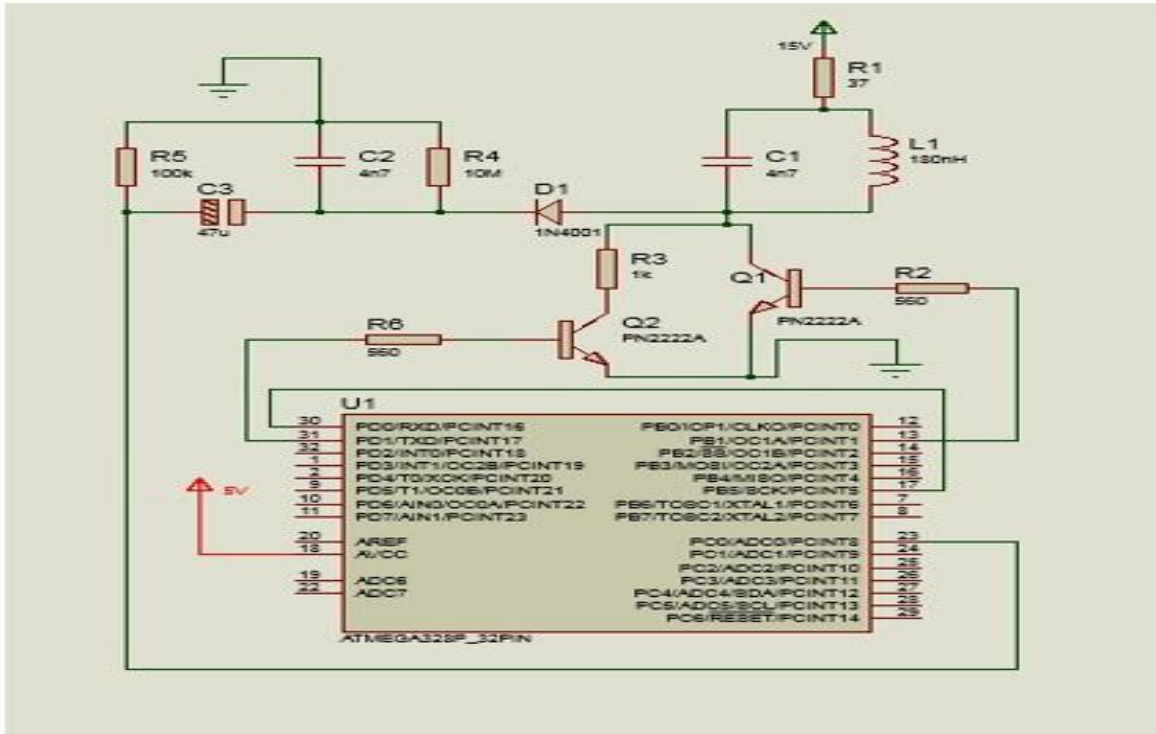 15V
R1
37
R5
100k
C2
4n7
R4
10M
C1
4n7
L1
180nH
C3
47u
D1
1N4001
R3
1k
Q1
PN2222A
R2
560
R6
560
Q2
PN2222A
U1
30 PD0/RXD/PCINT16
31 PD1/TXD/PCINT17
32 PD2/INT0/PCINT18
1 PD3/INT1/OC2B/PCINT19
2 PD4/T0/XCK/PCINT20
9 PD5/T1/OC0B/PCINT21
10 PD6/AIN0/OC0A/PCINT22
11 PD7/AIN1/PCINT23
20 AREF
18 AVCC
19 ADC6
22 ADC7
PB0/ICP1/CLKO/PCINT0 12
PB1/OC1A/PCINT1 13
PB2/SS/OC1B/PCINT2 14
PB3/MOSI/OC2A/PCINT3 15
PB4/MISO/PCINT4 16
PB5/SCK/PCINT5 17
PB6/TOSC1/XTAL1/PCINT6 7
PB7/TOSC2/XTAL2/PCINT7 8
PC0/ADC0/PCINT8 23
PC1/ADC1/PCINT9 24
PC2/ADC2/PCINT10 25
PC3/ADC3/PCINT11 26
PC4/ADC4/SDA/PCINT12 27
PC5/ADC5/SCL/PCINT13 28
PC6/RESET/PCINT14 29
5V
ATMEGA328P_32PIN